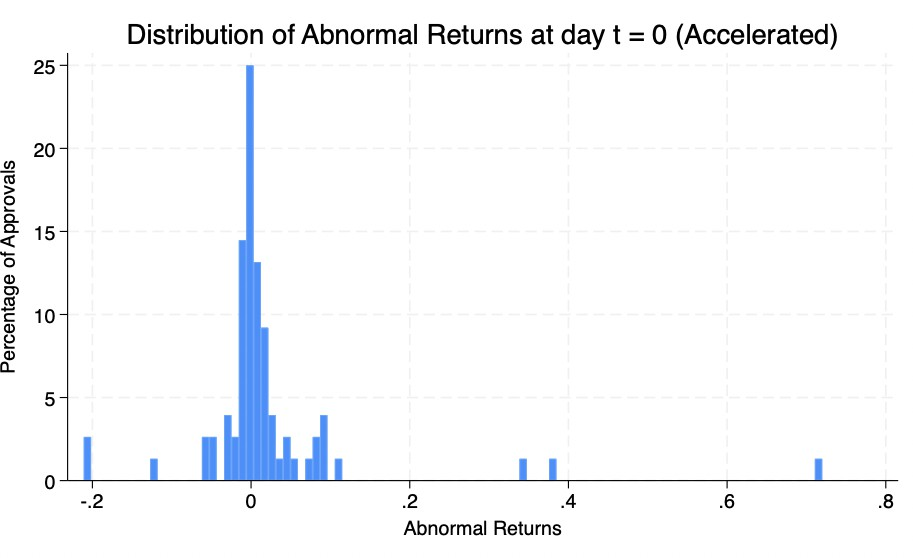 Distribution of Abnormal Returns at day t = 0 (Accelerated)
Percentage of Approvals
25
20
15
10
5
0
-.2 0 .2 .4 .6 .8
Abnormal Returns